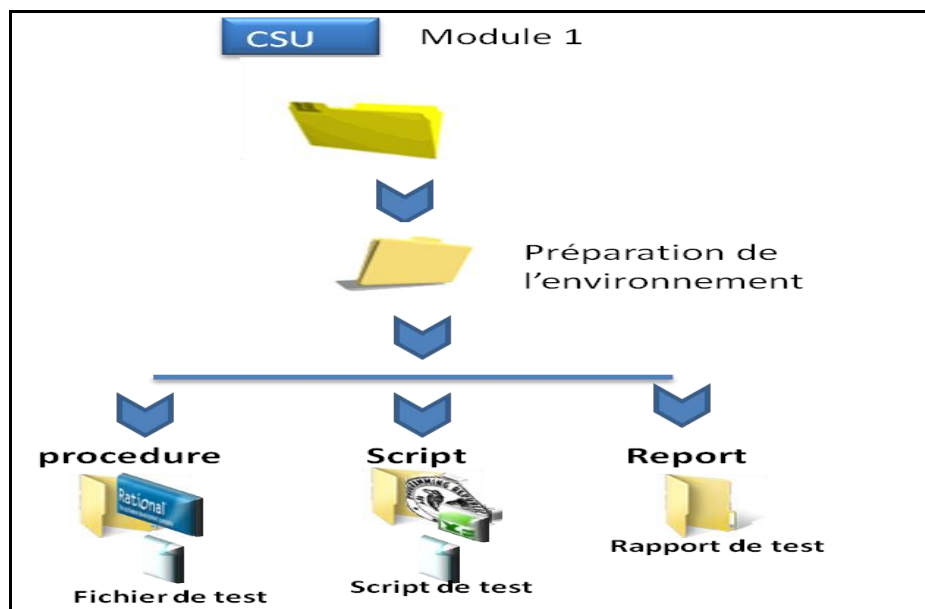 CSU
Module 1
Préparation de
l'environnement
procedure
Script
Report
Rational
Fichier de test
Script de test
Rapport de test